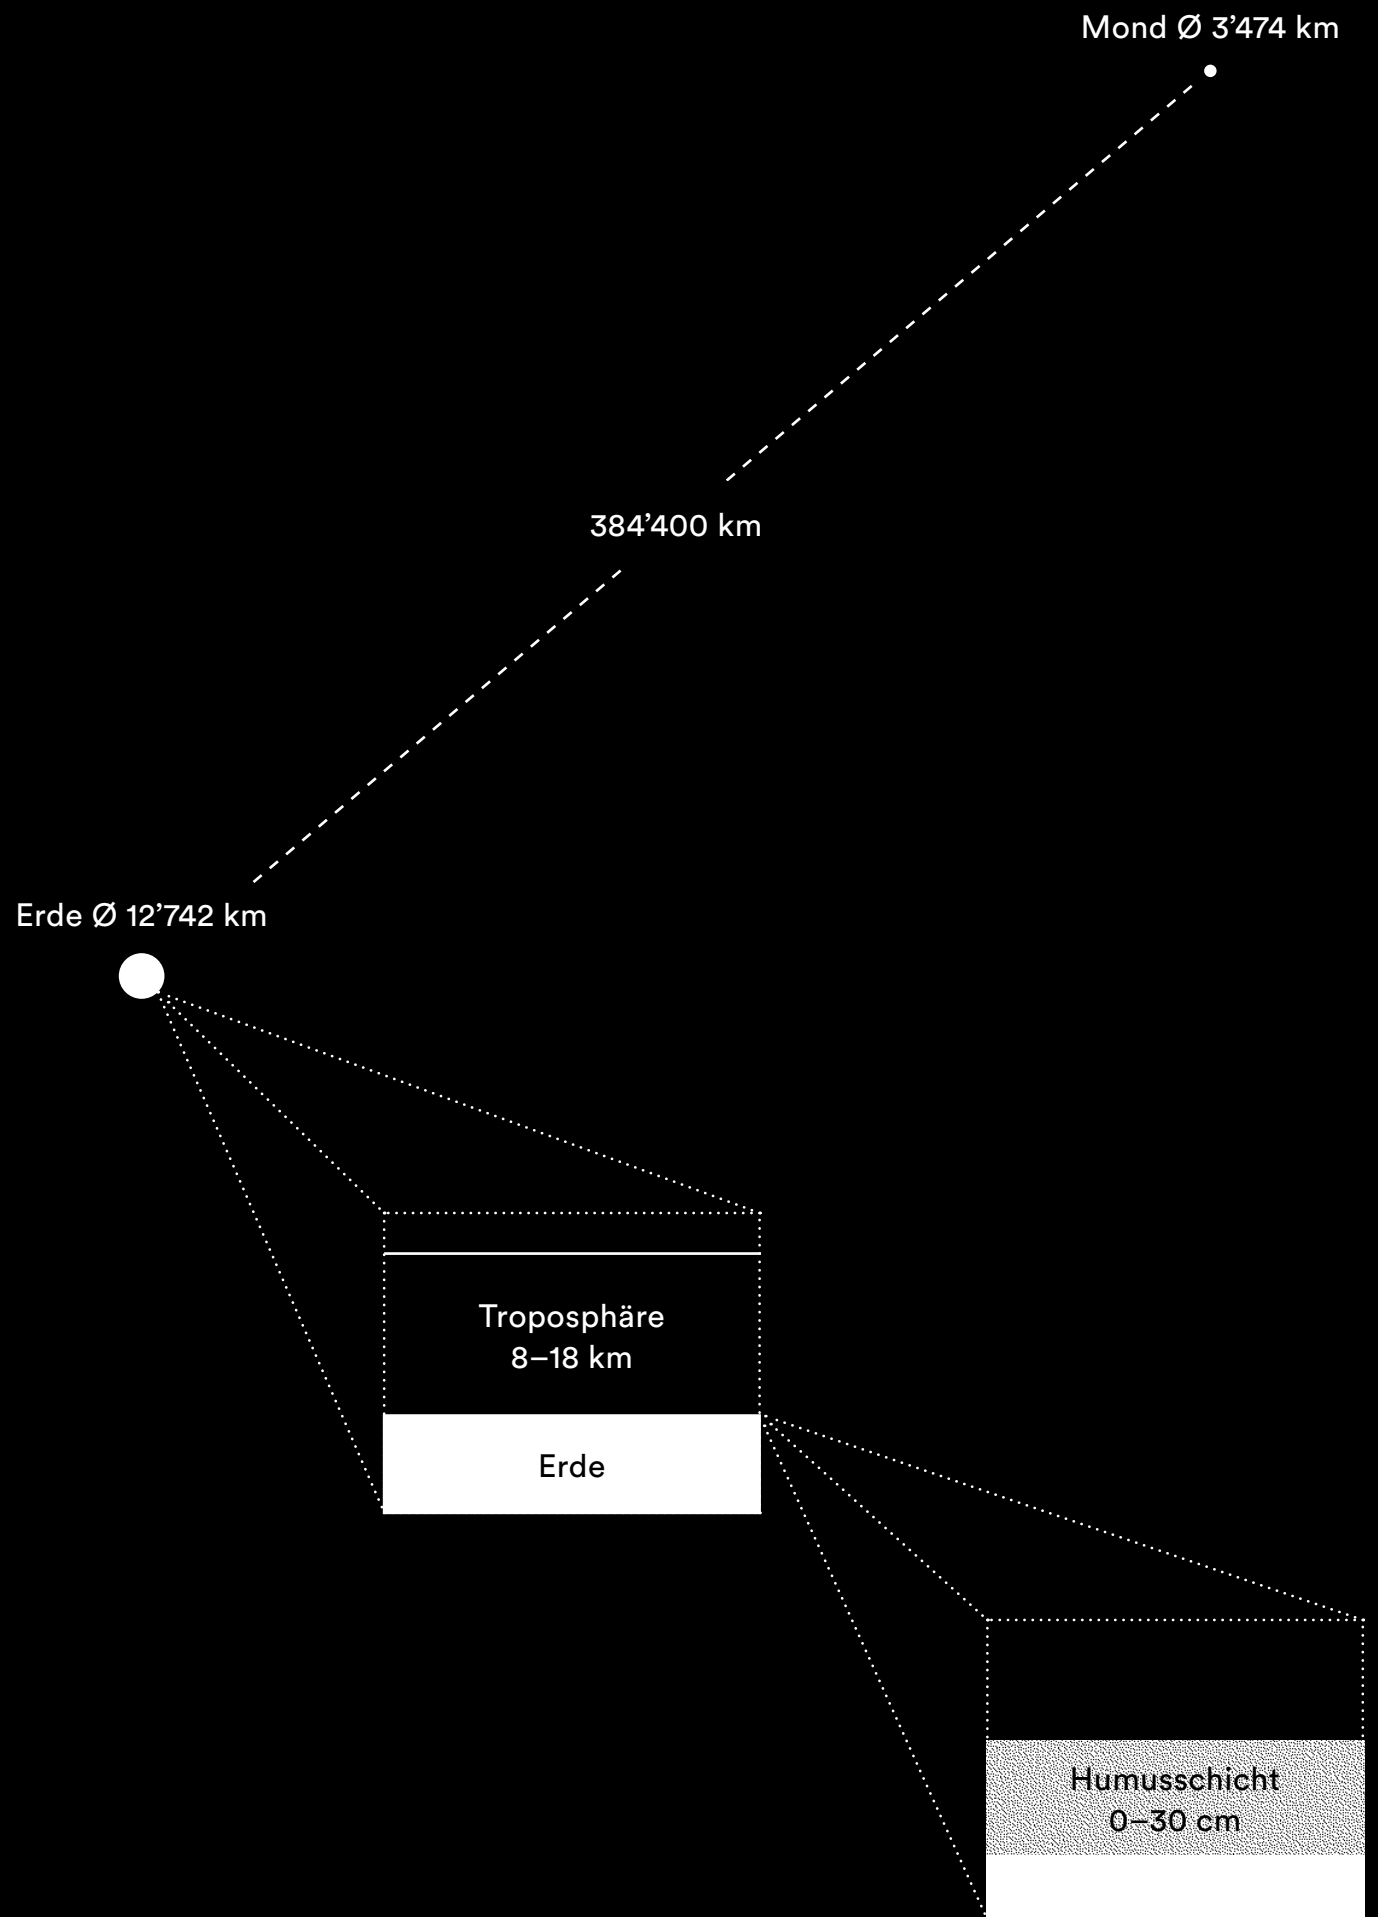 Mond Ø 3’474 km
384’400 km
Erde Ø 12’742 km
Troposphäre
8–18 km
Erde
Humusschicht
0–30 cm